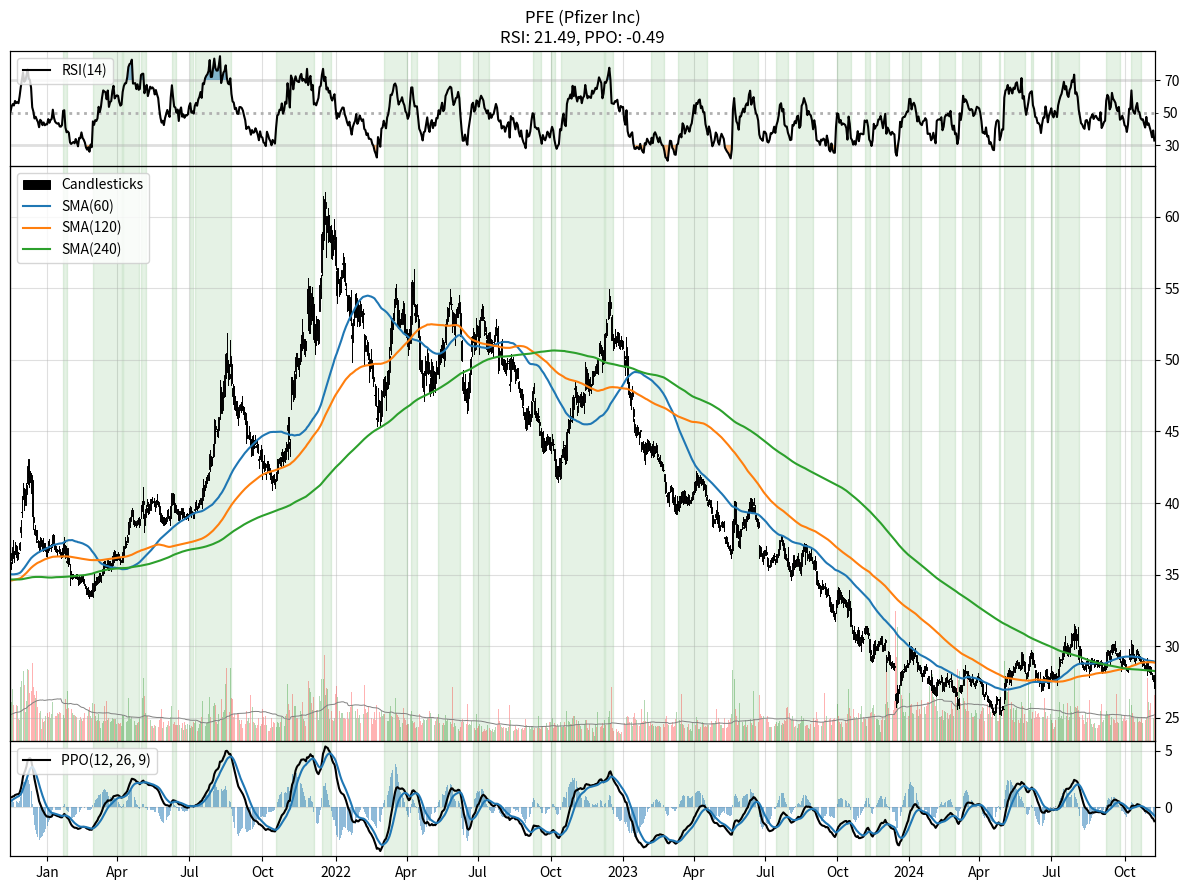 PFE (Pfizer Inc)
RSI: 21.49, PPO: -0.49
RSI(14)
70
50
30
Candlesticks
SMA(60)
SMA(120)
SMA(240)
60
55
50
45
40
35
30
25
PPO(12, 26, 9)
5
0
Jan Apr Jul Oct 2022 Apr Jul Oct 2023 Apr Jul Oct 2024 Apr Jul Oct